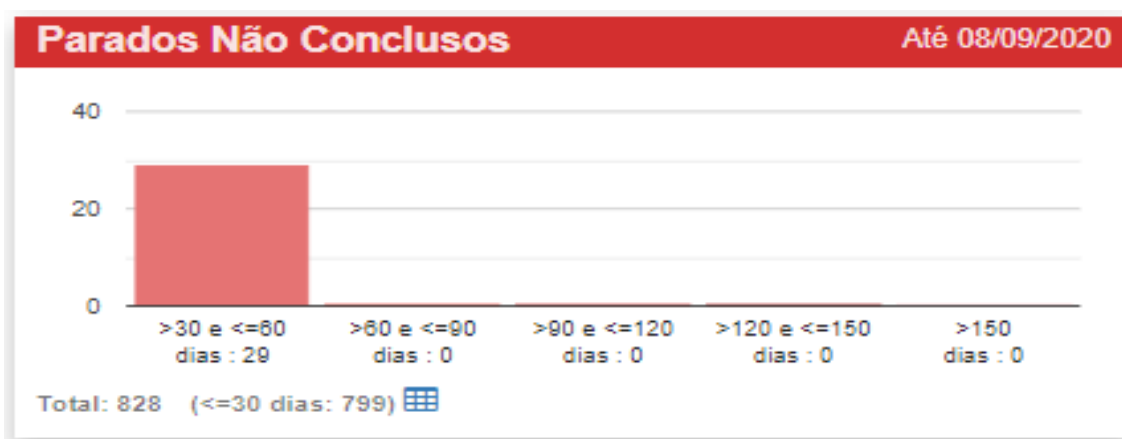 Parados Não Conclusos Até 08/09/2020
40
20
0
>30 e <=60 >60 e <=90 >90 e <=120 >120 e <=150 >150
dias : 29 dias : 0 dias : 0 dias : 0 dias : 0
Total: 828 (<=30 dias: 799)